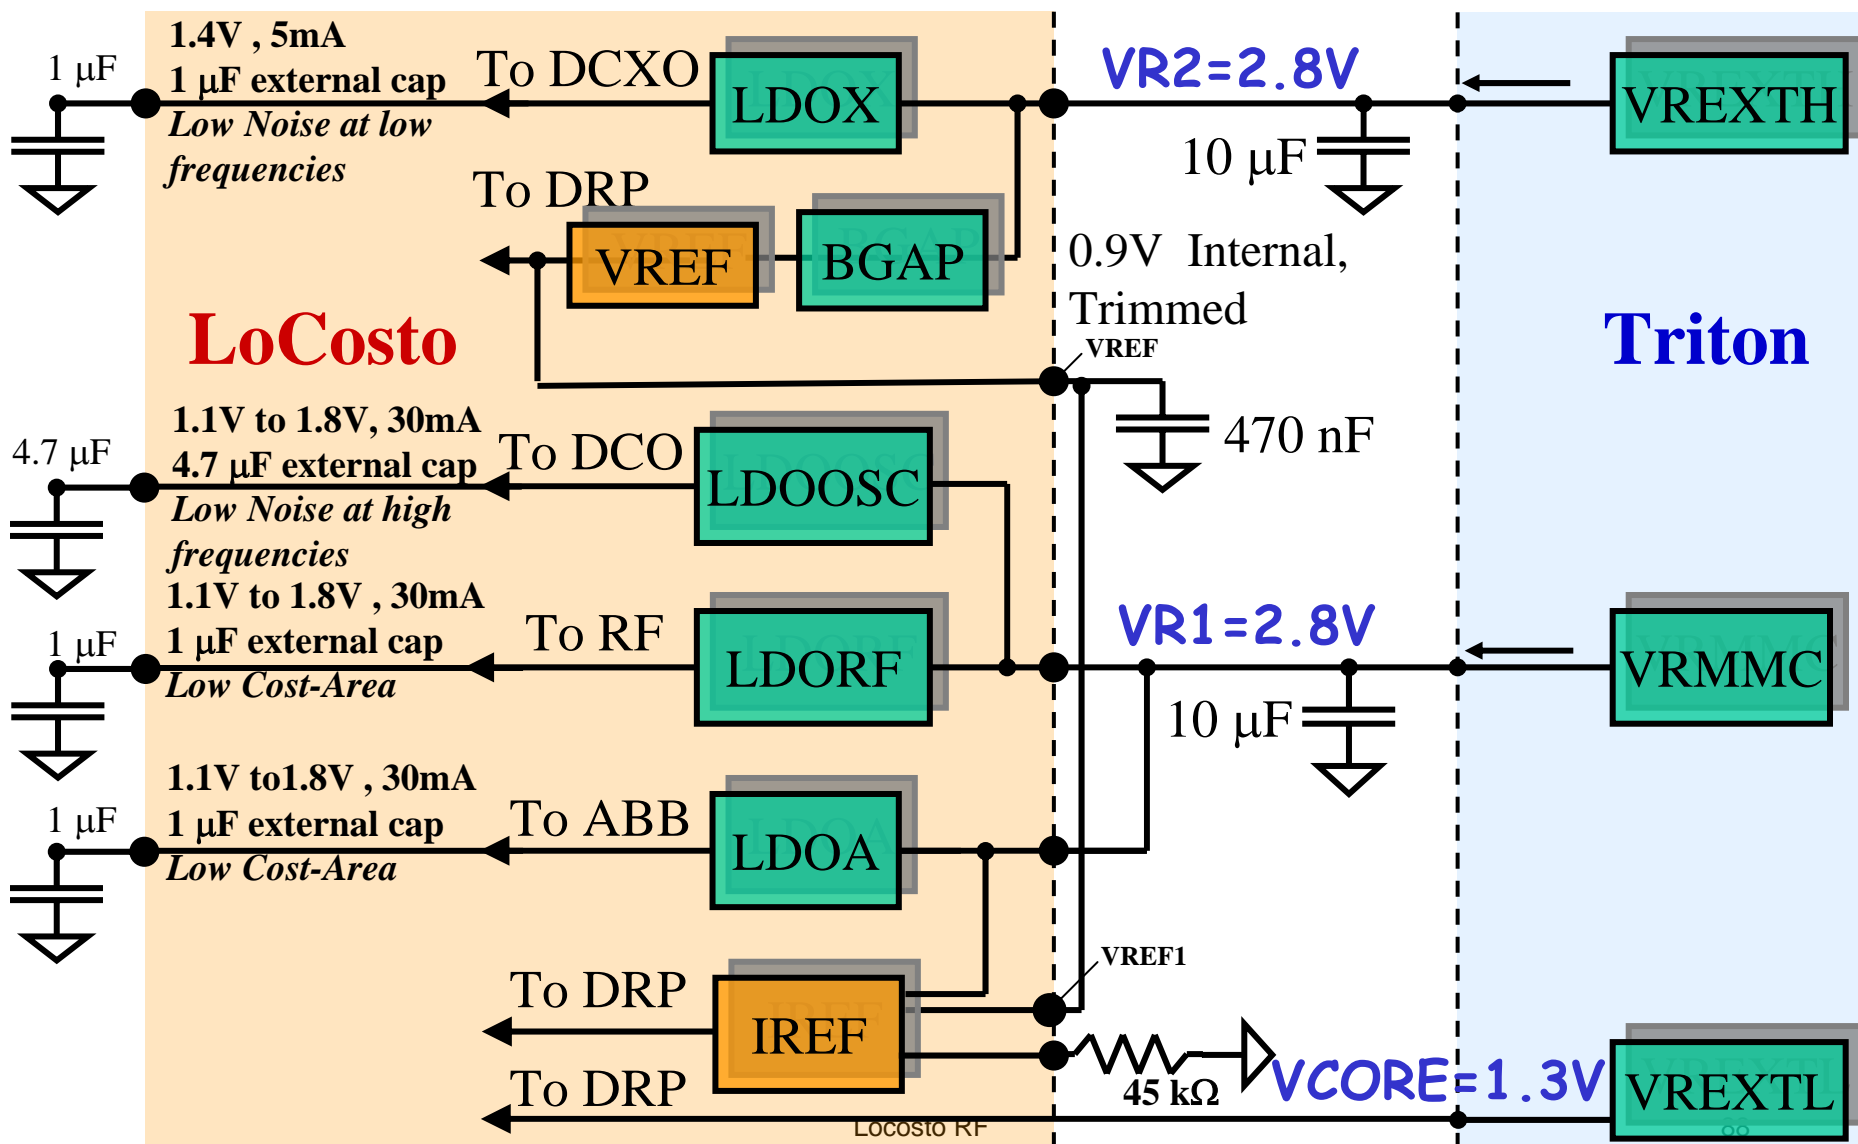 1.4V , 5mA
1 μF
1 μF external cap
Low Noise at low
frequencies
To DCXO
LDOX
VR2=2.8V
10 μF
VREXTH
To DRP
VREF
BGAP
0.9V Internal,
Trimmed
VREF
470 nF
LoCosto
Triton
1.1V to 1.8V, 30mA
4.7 μF
4.7 μF external cap
Low Noise at high
frequencies
To DCO
LDOOSC
1.1V to 1.8V , 30mA
1 μF
1 μF external cap
Low Cost-Area
To RF
LDORF
VR1=2.8V
10 μF
VRMMC
1.1V to1.8V , 30mA
1 μF
1 μF external cap
Low Cost-Area
To ABB
LDOA
To DRP
IREF
VREF1
45 kΩ
To DRP
VCORE=1.3V
VREXTL
Locosto RF